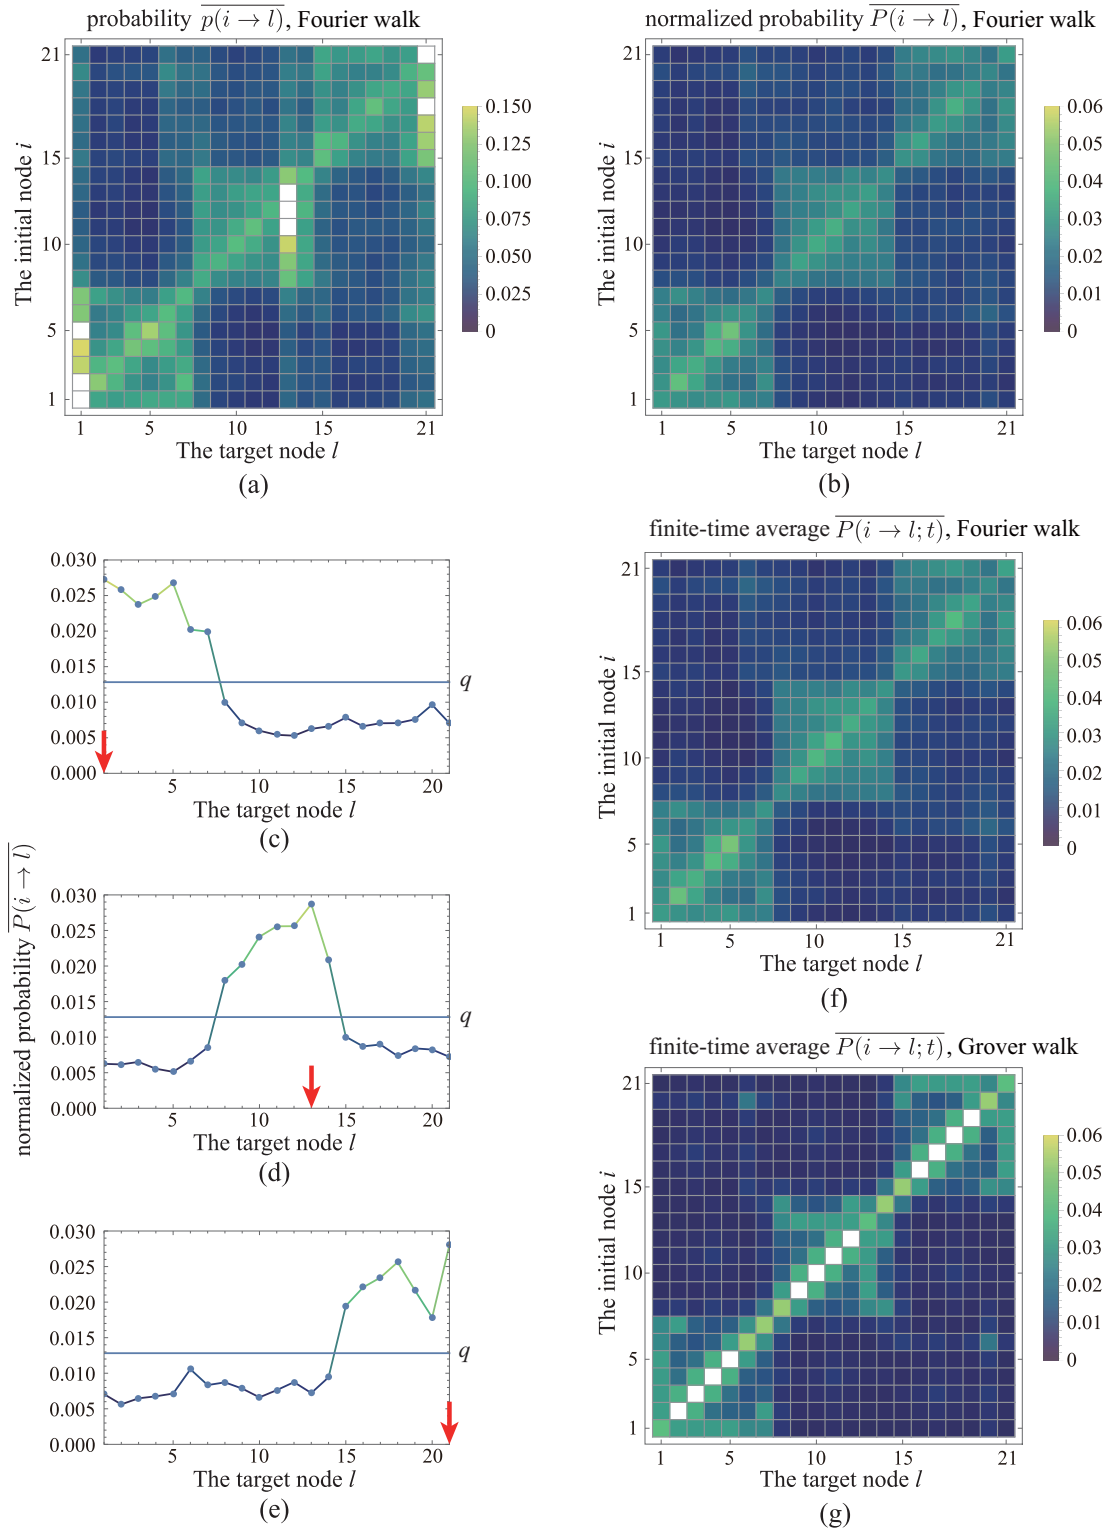 probability p(i → l), Fourier walk
21
15
10
5
1
The initial node i
1 5 10 15 21
The target node l
0.150
0.125
0.100
0.075
0.050
0.025
0
(a)
normalized probability P(i → l), Fourier walk
21
15
10
5
1
The initial node i
1 5 10 15 21
The target node l
0.06
0.05
0.04
0.03
0.02
0.01
0
(b)
normalized probability P(i → l)
0.030
0.025
0.020
0.015
0.010
0.005
0.000
q
5 10 15 20
The target node l
(c)
0.030
0.025
0.020
0.015
0.010
0.005
0.000
q
5 10 15 20
The target node l
(d)
0.030
0.025
0.020
0.015
0.010
0.005
0.000
q
5 10 15 20
The target node l
(e)
finite-time average P(i → l; t), Fourier walk
21
15
10
5
1
The initial node i
1 5 10 15 21
The target node l
0.06
0.05
0.04
0.03
0.02
0.01
0
(f)
finite-time average P(i → l; t), Grover walk
21
15
10
5
1
The initial node i
1 5 10 15 21
The target node l
0.06
0.05
0.04
0.03
0.02
0.01
0
(g)